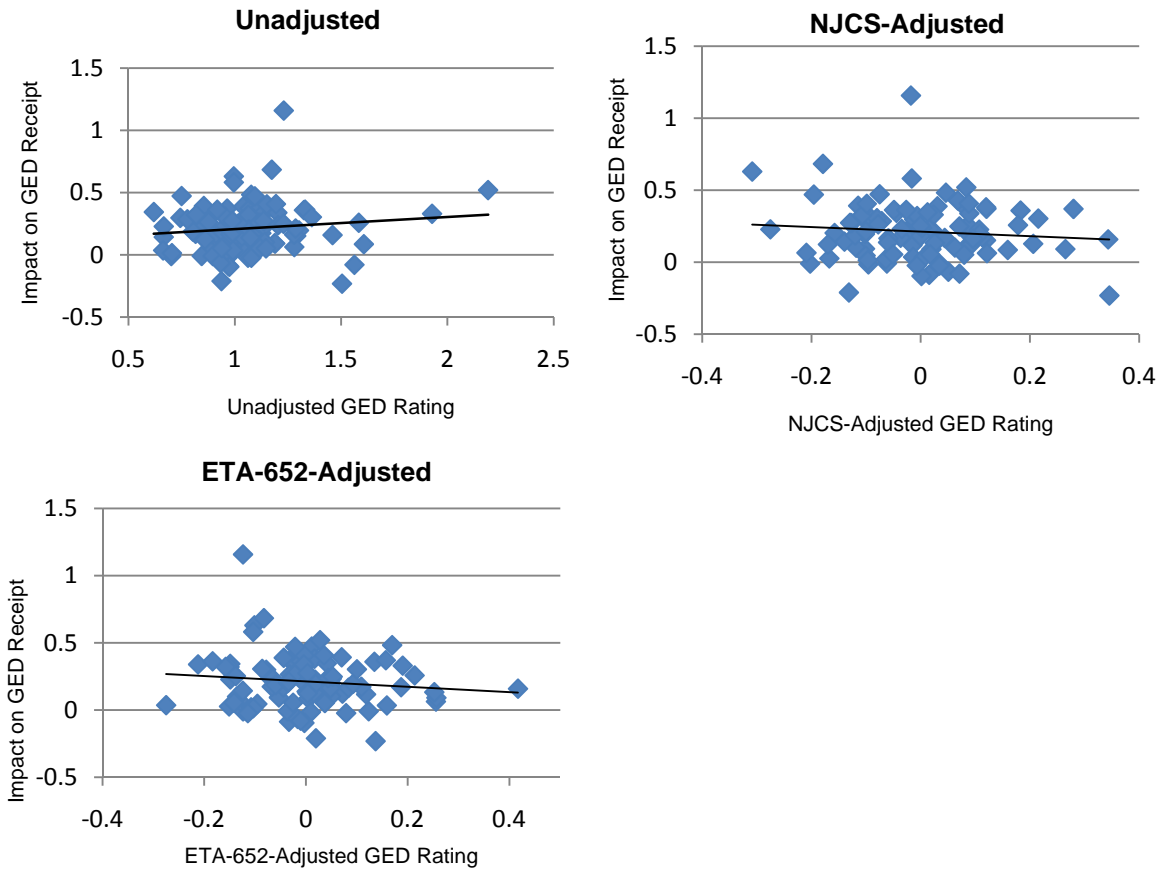 Unadjusted
Impact on GED Receipt
1.5
1
0.5
0
-0.5
0.5 1 1.5 2 2.5
Unadjusted GED Rating
NJCS-Adjusted
Impact on GED Receipt
1.5
1
0.5
0
-0.5
-0.4 -0.2 0 0.2 0.4
NJCS-Adjusted GED Rating
ETA-652-Adjusted
Impact on GED Receipt
1.5
1
0.5
0
-0.5
-0.4 -0.2 0 0.2 0.4
ETA-652-Adjusted GED Rating